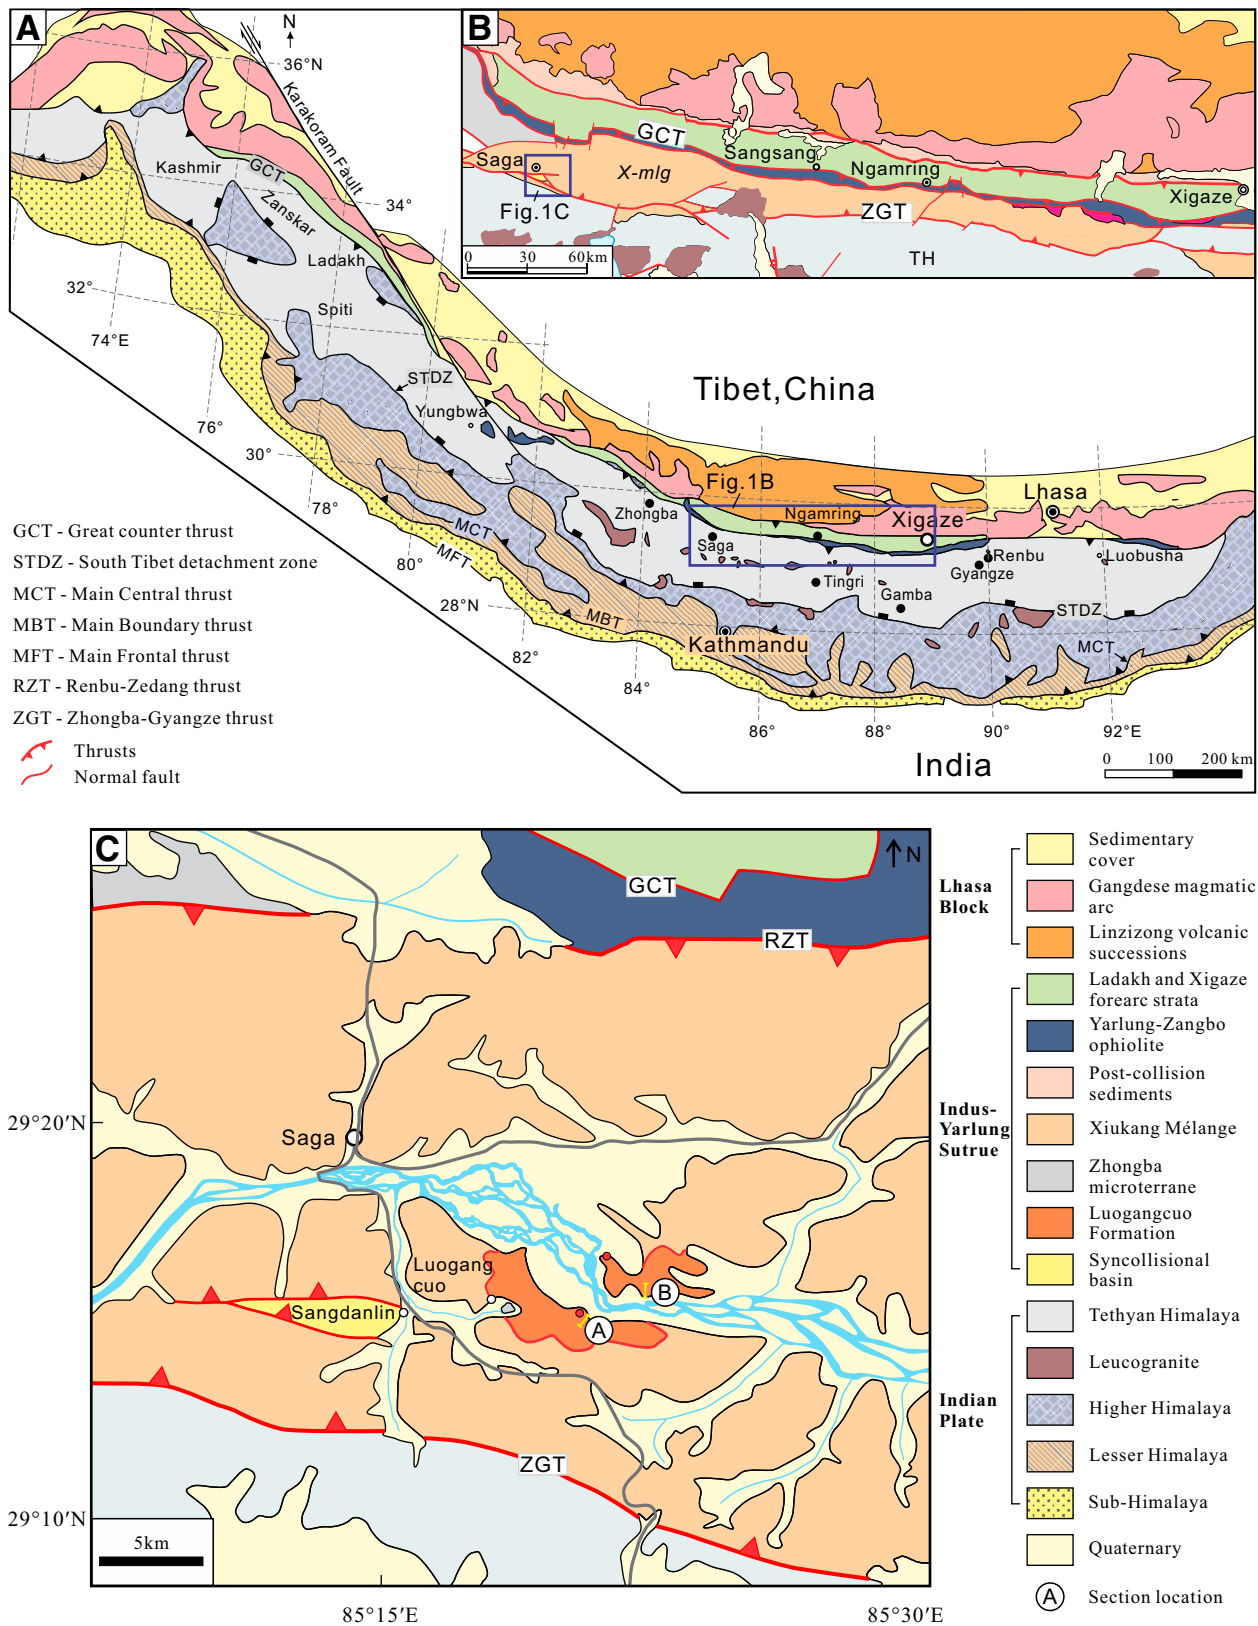 A
N
36°N
Karakoram Fault
Kashmir
GCT
34°
Zanskar
Ladakh
32°
Spiti
74°E
STDZ
Yungbwa
76°
30°
78°
Tibet,China
Fig.1B
Lhasa
Zhongba
Ngamring
Xigaze
MCT
Saga
Renbu
Luobusha
MFT
Gyangze
80°
Tingri
28°N
Gamba
STDZ
MBT
Kathmandu
MCT
82°
84°
86°
88°
90°
92°E
India
0 100 200 km
GCT - Great counter thrust
STDZ - South Tibet detachment zone
MCT - Main Central thrust
MBT - Main Boundary thrust
MFT - Main Frontal thrust
RZT - Renbu-Zedang thrust
ZGT - Zhongba-Gyangze thrust
Thrusts
Normal fault
B
GCT
Sangsang
Saga
X-mlg
Ngamring
Xigaze
Fig.1C
ZGT
TH
0 30 60km
C
N
GCT
RZT
29°20′N
Saga
Luogang
cuo
B
Sangdanlin
A
ZGT
29°10′N
5km
85°15′E
85°30′E
Lhasa
Block
Sedimentary
cover
Gangdese magmatic
arc
Linzizong volcanic
successions
Indus-
Yarlung
Sutrue
Ladakh and Xigaze
forearc strata
Yarlung-Zangbo
ophiolite
Post-collision
sediments
Xiukang Mélange
Zhongba
microterrane
Luogangcuo
Formation
Syncollisional
basin
Indian
Plate
Tethyan Himalaya
Leucogranite
Higher Himalaya
Lesser Himalaya
Sub-Himalaya
Quaternary
A
Section location